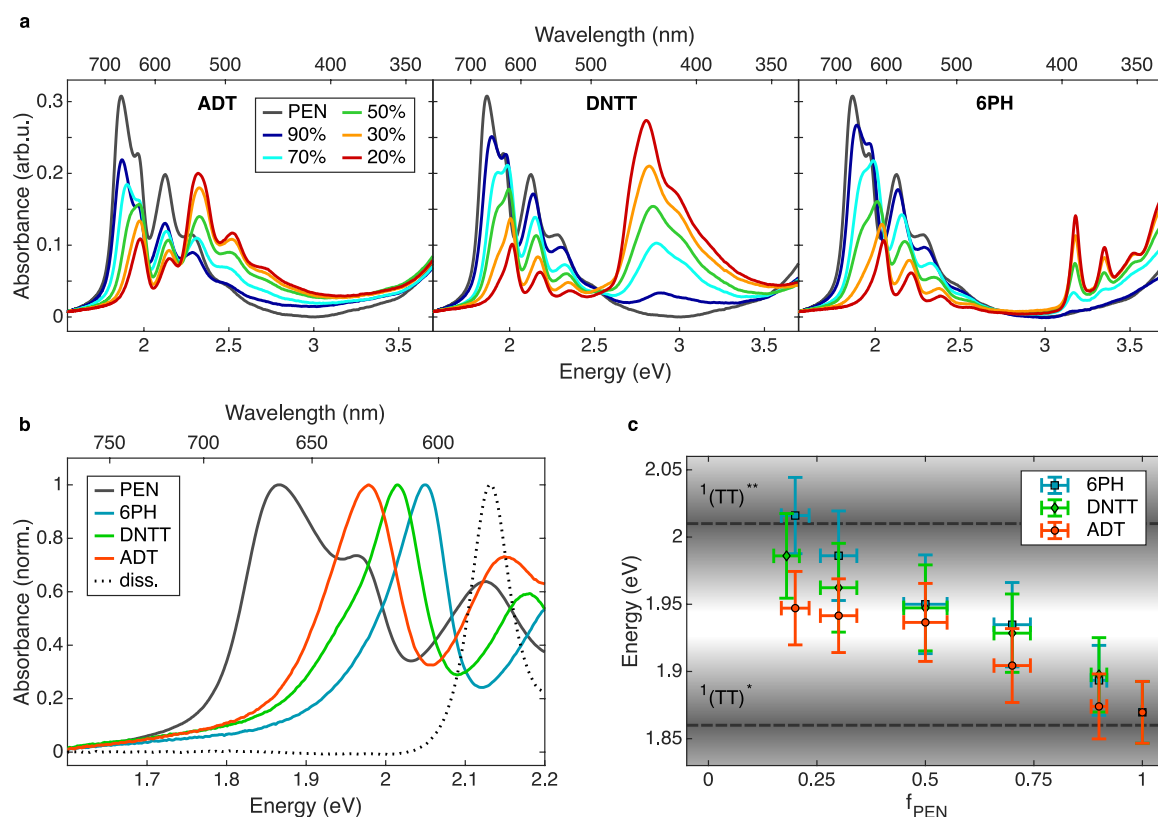 a
Wavelength (nm)
700 600 500 400 350
700 600 500 400 350
700 600 500 400 350
ADT
DNTT
6PH
PEN 50%
90% 30%
70% 20%
Absorbance (arb.u.)
0.3
0.2
0.1
0
2 2.5 3 3.5
2 2.5 3 3.5
2 2.5 3 3.5
Energy (eV)
b
Wavelength (nm)
750 700 650 600
PEN
6PH
DNTT
ADT
diss.
Absorbance (norm.)
1
0.8
0.6
0.4
0.2
0
1.7 1.8 1.9 2 2.1 2.2
Energy (eV)
c
2.05
2
1.95
1.9
1.85
Energy (eV)
¹(TT)**
¹(TT)*
6PH
DNTT
ADT
0 0.25 0.5 0.75 1
f_PEN